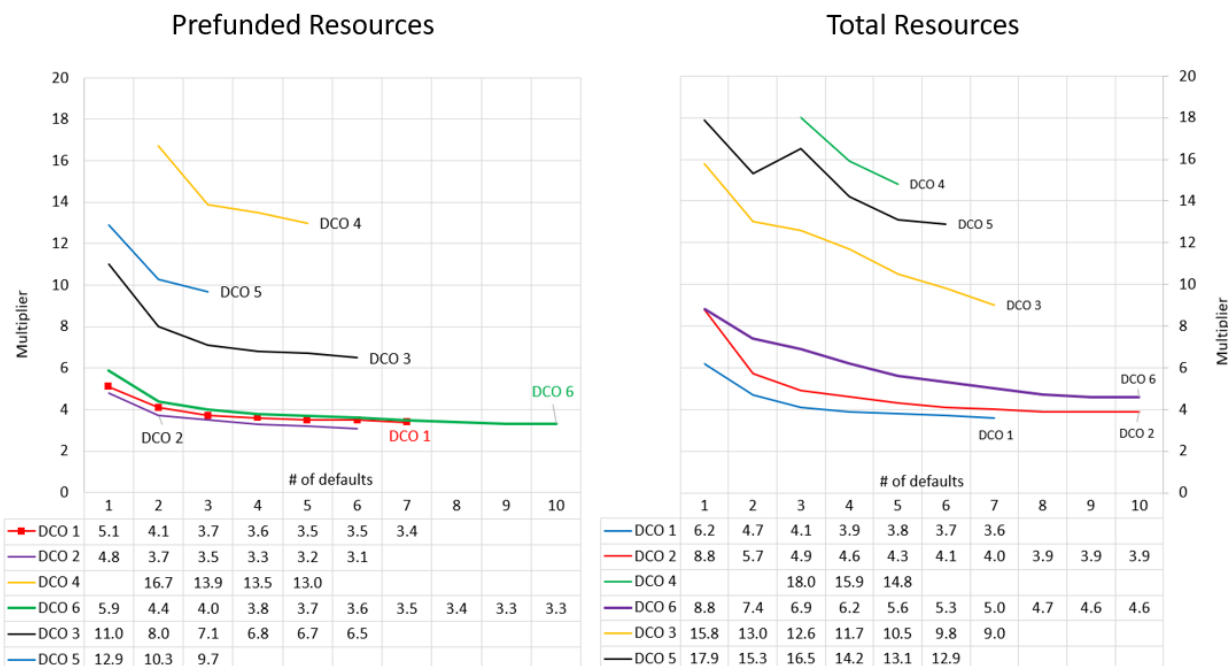 Prefunded Resources
20
18
16
14
12
10
8
6
4
2
0
Multiplier
DCO 4
DCO 5
DCO 3
DCO 6
DCO 2
DCO 1
# of defaults
1 2 3 4 5 6 7 8 9 10
DCO 1 5.1 4.1 3.7 3.6 3.5 3.5 3.4
DCO 2 4.8 3.7 3.5 3.3 3.2 3.1
DCO 4 16.7 13.9 13.5 13.0
DCO 6 5.9 4.4 4.0 3.8 3.7 3.6 3.5 3.4 3.3 3.3
DCO 3 11.0 8.0 7.1 6.8 6.7 6.5
DCO 5 12.9 10.3 9.7
Total Resources
20
18
16
14
12
10
8
6
4
2
0
Multiplier
DCO 4
DCO 5
DCO 3
DCO 6
DCO 1
DCO 2
# of defaults
1 2 3 4 5 6 7 8 9 10
DCO 1 6.2 4.7 4.1 3.9 3.8 3.7 3.6
DCO 2 8.8 5.7 4.9 4.6 4.3 4.1 4.0 3.9 3.9 3.9
DCO 4 18.0 15.9 14.8
DCO 6 8.8 7.4 6.9 6.2 5.6 5.3 5.0 4.7 4.6 4.6
DCO 3 15.8 13.0 12.6 11.7 10.5 9.8 9.0
DCO 5 17.9 15.3 16.5 14.2 13.1 12.9